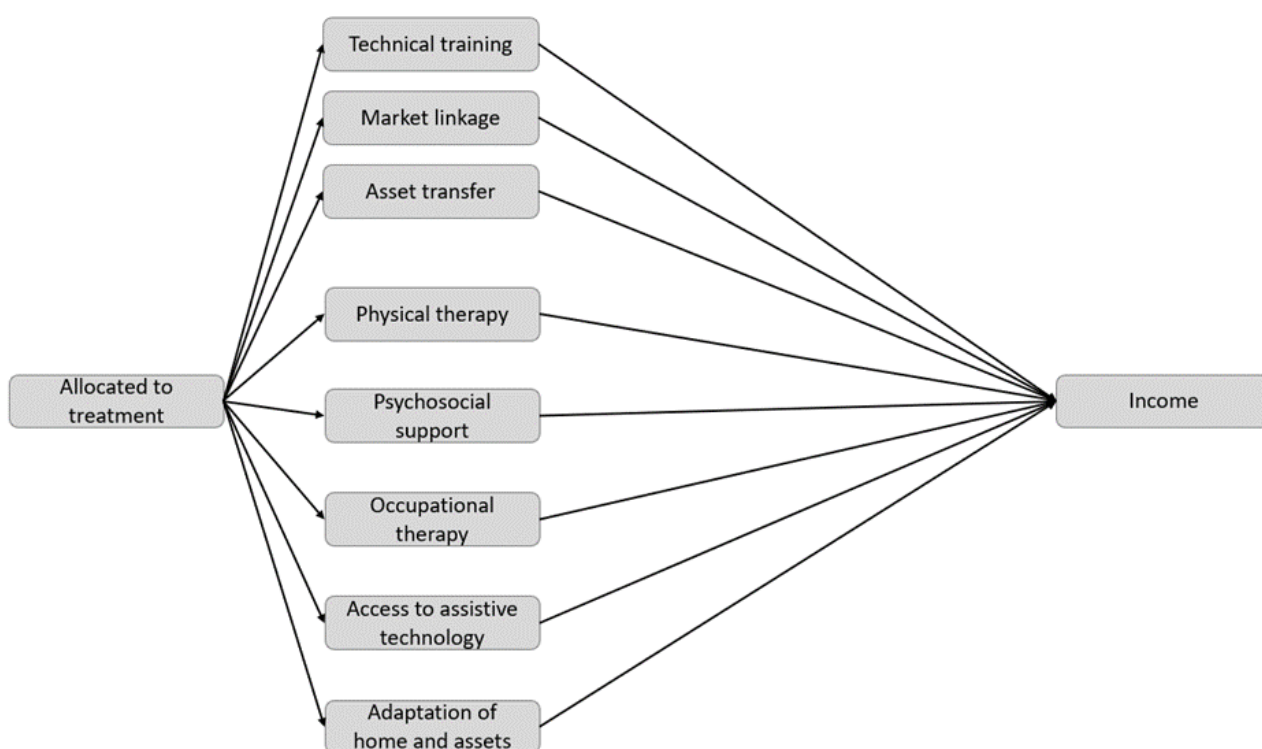 Technical training
Market linkage
Asset transfer
Physical therapy
Allocated to
treatment
Psychosocial
support
Income
Occupational
therapy
Access to assistive
technology
Adaptation of
home and assets